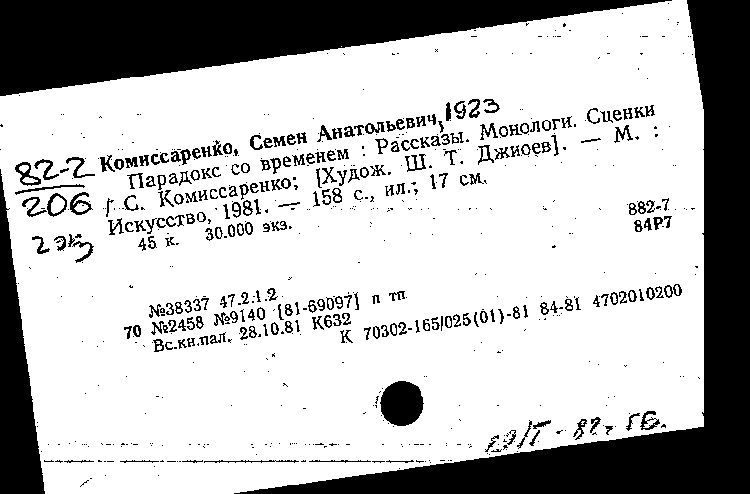 82-2
206
2 экз
Комиссаренко, Семен Анатольевич, 1923
Парадокс со временем : Рассказы. Монологи. Сценки
/ С. Комиссаренко; [Худож. Ш. Т. Джиоев]. — М. :
Искусство, 1981. — 158 с., ил.; 17 см.
45 к. 30.000 экз.
882-7
84Р7
№38337 47.2.1.2
70 №2458 №9140 [81-69097] п тп
Вс.кн.пал. 28.10.81 К632
К 70302-165/025(01)-81 84-81 4702010200